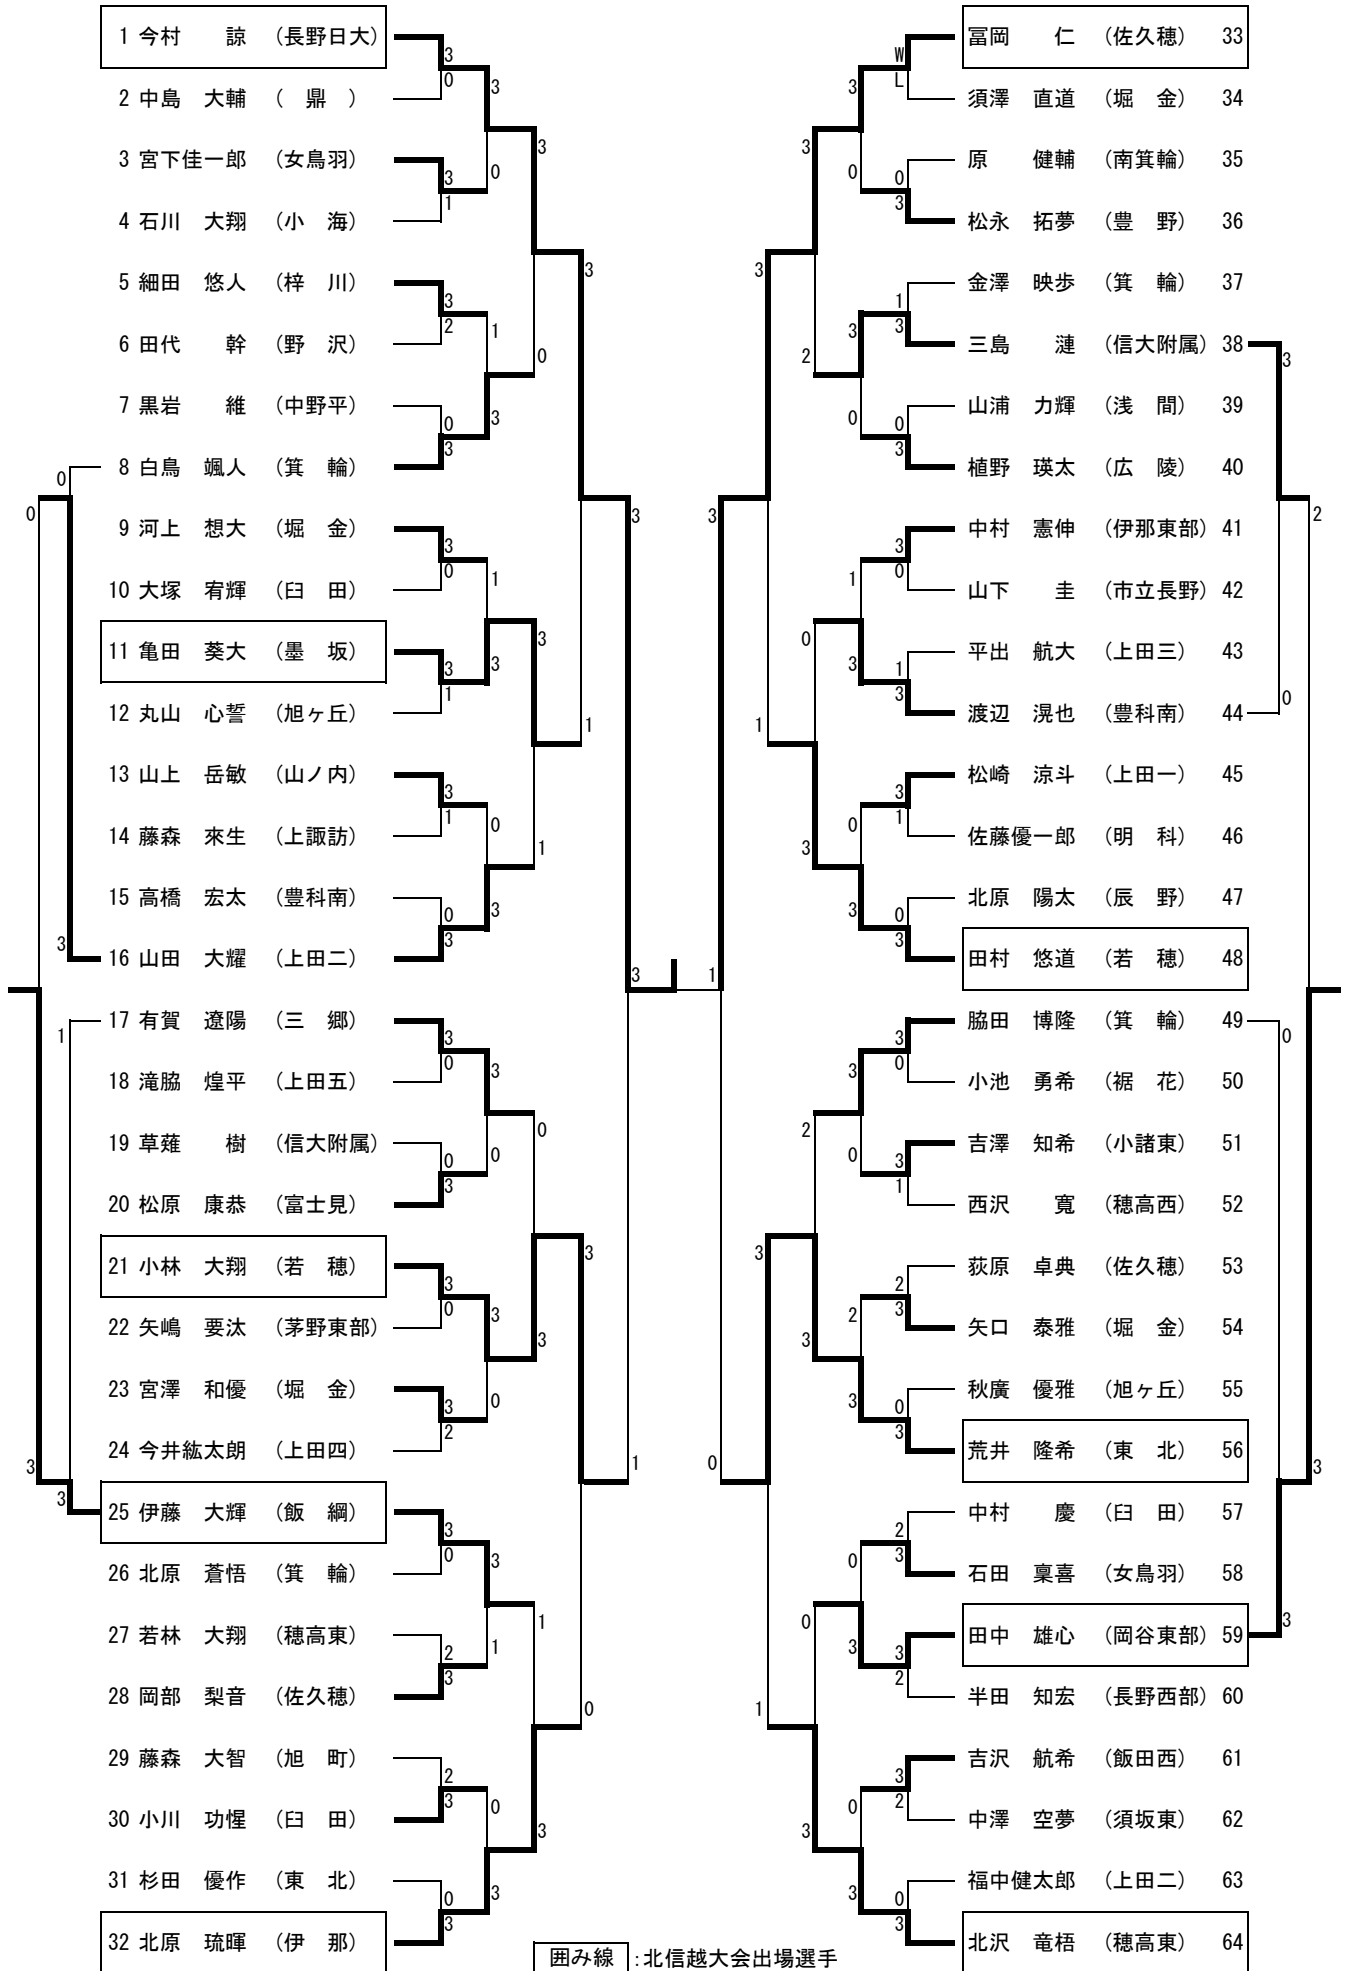 1 今村　　諒 （長野日大）
2 中島　大輔 （　鼎　）
3 宮下佳一郎 （女鳥羽）
4 石川　大翔 （小　海）
5 細田　悠人 （梓　川）
6 田代　　幹 （野　沢）
7 黒岩　　維 （中野平）
8 白鳥　颯人 （箕　輪）
9 河上　想大 （堀　金）
10 大塚　宥輝 （臼　田）
11 亀田　葵大 （墨　坂）
12 丸山　心誓 （旭ヶ丘）
13 山上　岳敏 （山ノ内）
14 藤森　來生 （上諏訪）
15 高橋　宏太 （豊科南）
16 山田　大耀 （上田二）
17 有賀　遼陽 （三　郷）
18 滝脇　煌平 （上田五）
19 草薙　　樹 （信大附属）
20 松原　康恭 （富士見）
21 小林　大翔 （若　穂）
22 矢嶋　要汰 （茅野東部）
23 宮澤　和優 （堀　金）
24 今井紘太朗 （上田四）
25 伊藤　大輝 （飯　綱）
26 北原　蒼悟 （箕　輪）
27 若林　大翔 （穂高東）
28 岡部　梨音 （佐久穂）
29 藤森　大智 （旭　町）
30 小川　功惺 （臼　田）
31 杉田　優作 （東　北）
32 北原　琉暉 （伊　那）
冨岡　　仁 （佐久穂） 33
須澤　直道 （堀　金） 34
原　　健輔 （南箕輪） 35
松永　拓夢 （豊　野） 36
金澤　映歩 （箕　輪） 37
三島　　漣 （信大附属） 38
山浦　力輝 （浅　間） 39
植野　瑛太 （広　陵） 40
中村　憲伸 （伊那東部） 41
山下　　圭 （市立長野） 42
平出　航大 （上田三） 43
渡辺　滉也 （豊科南） 44
松崎　涼斗 （上田一） 45
佐藤優一郎 （明　科） 46
北原　陽太 （辰　野） 47
田村　悠道 （若　穂） 48
脇田　博隆 （箕　輪） 49
小池　勇希 （裾　花） 50
吉澤　知希 （小諸東） 51
西沢　　寛 （穂高西） 52
荻原　卓典 （佐久穂） 53
矢口　泰雅 （堀　金） 54
秋廣　優雅 （旭ヶ丘） 55
荒井　隆希 （東　北） 56
中村　　慶 （臼　田） 57
石田　稟喜 （女鳥羽） 58
田中　雄心 （岡谷東部） 59
半田　知宏 （長野西部） 60
吉沢　航希 （飯田西） 61
中澤　空夢 （須坂東） 62
福中健太郎 （上田二） 63
北沢　竜梧 （穂高東） 64
囲み線 :北信越大会出場選手